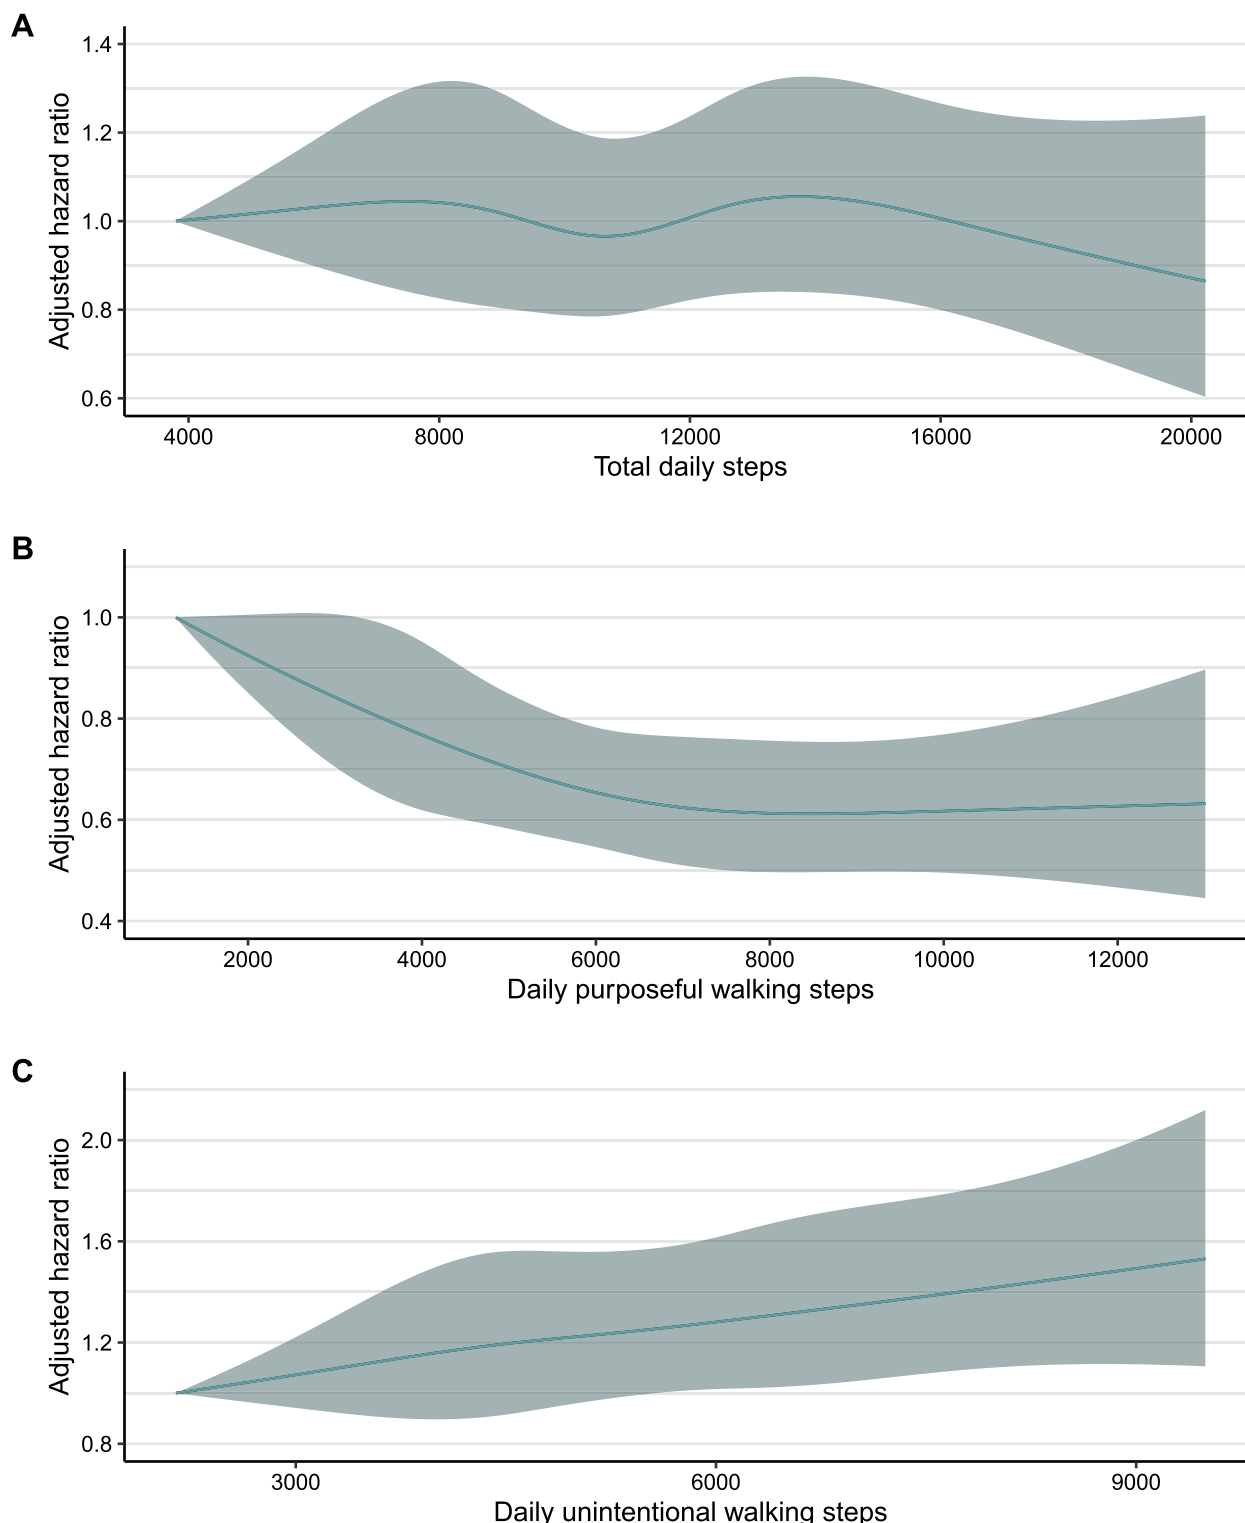 A
Adjusted hazard ratio
1.4
1.2
1.0
0.8
0.6
4000 8000 12000 16000 20000
Total daily steps
B
Adjusted hazard ratio
1.0
0.8
0.6
0.4
2000 4000 6000 8000 10000 12000
Daily purposeful walking steps
C
Adjusted hazard ratio
2.0
1.6
1.2
0.8
3000 6000 9000
Daily unintentional walking steps